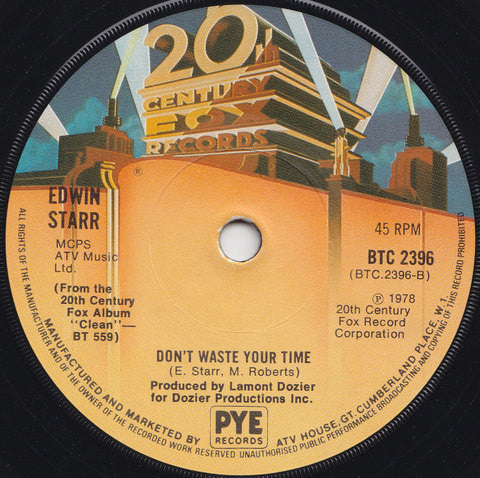 20th
CENTURY
FOX
RECORDS
®
EDWIN
STARR
MCPS
ATV Music
Ltd.
(From the
20th Century
Fox Album
"Clean"—
BT 559)
45 RPM
BTC 2396
(BTC.2396-B)
℗ 1978
20th Century
Fox Record
Corporation
DON'T WASTE YOUR TIME
(E. Starr, M. Roberts)
Produced by Lamont Dozier
for Dozier Productions Inc.
PYE
RECORDS
MANUFACTURED AND MARKETED BY
ATV HOUSE,GT.CUMBERLAND PLACE, W.1.
ALL RIGHTS OF THE MANUFACTURER AND OF THE OWNER OF THE RECORDED WORK RESERVED UNAUTHORISED PUBLIC PERFORMANCE BROADCASTING AND COPYING OF THIS RECORD PROHIBITED